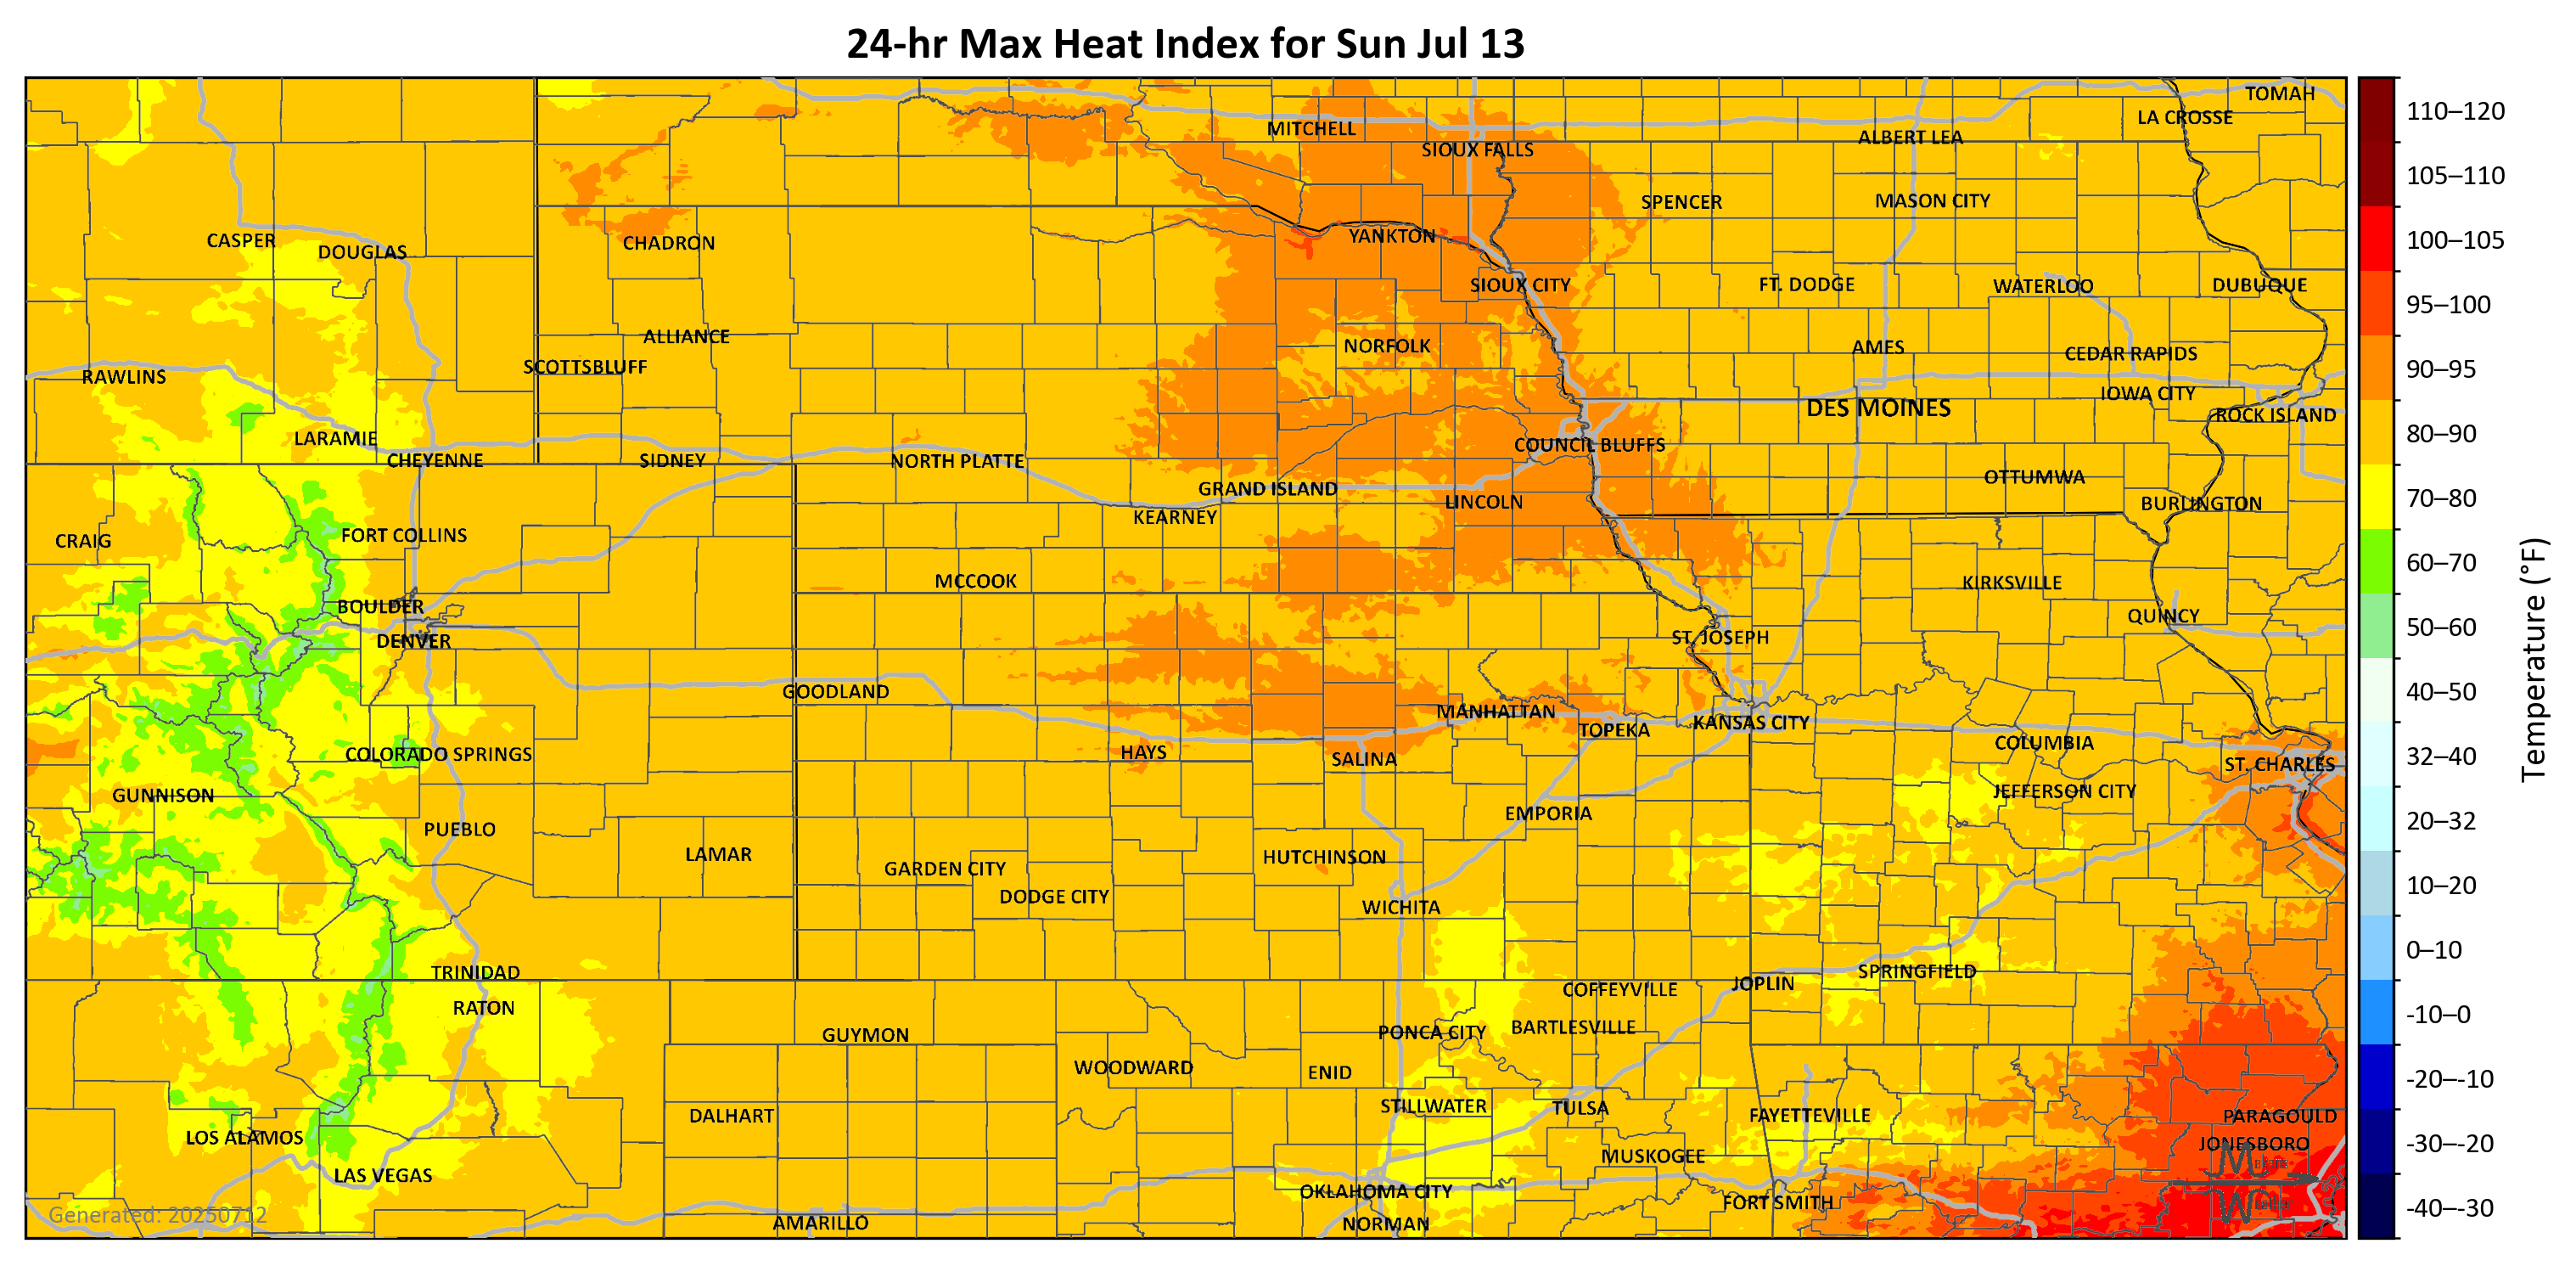 24-hr Max Heat Index for Sun Jul 13
TOMAH
LA CROSSE
MITCHELL
ALBERT LEA
SIOUX FALLS
SPENCER
MASON CITY
CASPER
DOUGLAS
CHADRON
YANKTON
SIOUX CITY
FT. DODGE
WATERLOO
DUBUQUE
ALLIANCE
NORFOLK
AMES
CEDAR RAPIDS
SCOTTSBLUFF
RAWLINS
IOWA CITY
DES MOINES
ROCK ISLAND
LARAMIE
COUNCIL BLUFFS
CHEYENNE
SIDNEY
NORTH PLATTE
OTTUMWA
GRAND ISLAND
LINCOLN
BURLINGTON
KEARNEY
CRAIG
FORT COLLINS
MCCOOK
KIRKSVILLE
BOULDER
QUINCY
DENVER
ST. JOSEPH
GOODLAND
MANHATTAN
TOPEKA
KANSAS CITY
COLUMBIA
COLORADO SPRINGS
HAYS
SALINA
ST. CHARLES
GUNNISON
JEFFERSON CITY
EMPORIA
PUEBLO
LAMAR
HUTCHINSON
GARDEN CITY
DODGE CITY
WICHITA
TRINIDAD
SPRINGFIELD
JOPLIN
COFFEYVILLE
RATON
GUYMON
PONCA CITY
BARTLESVILLE
WOODWARD
ENID
STILLWATER
TULSA
DALHART
FAYETTEVILLE
PARAGOULD
LOS ALAMOS
JONESBORO
MUSKOGEE
LAS VEGAS
OKLAHOMA CITY
FORT SMITH
AMARILLO
NORMAN
Generated: 20250712
110–120
105–110
100–105
95–100
90–95
80–90
70–80
60–70
50–60
40–50
32–40
20–32
10–20
0–10
-10–0
-20–-10
-30–-20
-40–-30
Temperature (°F)